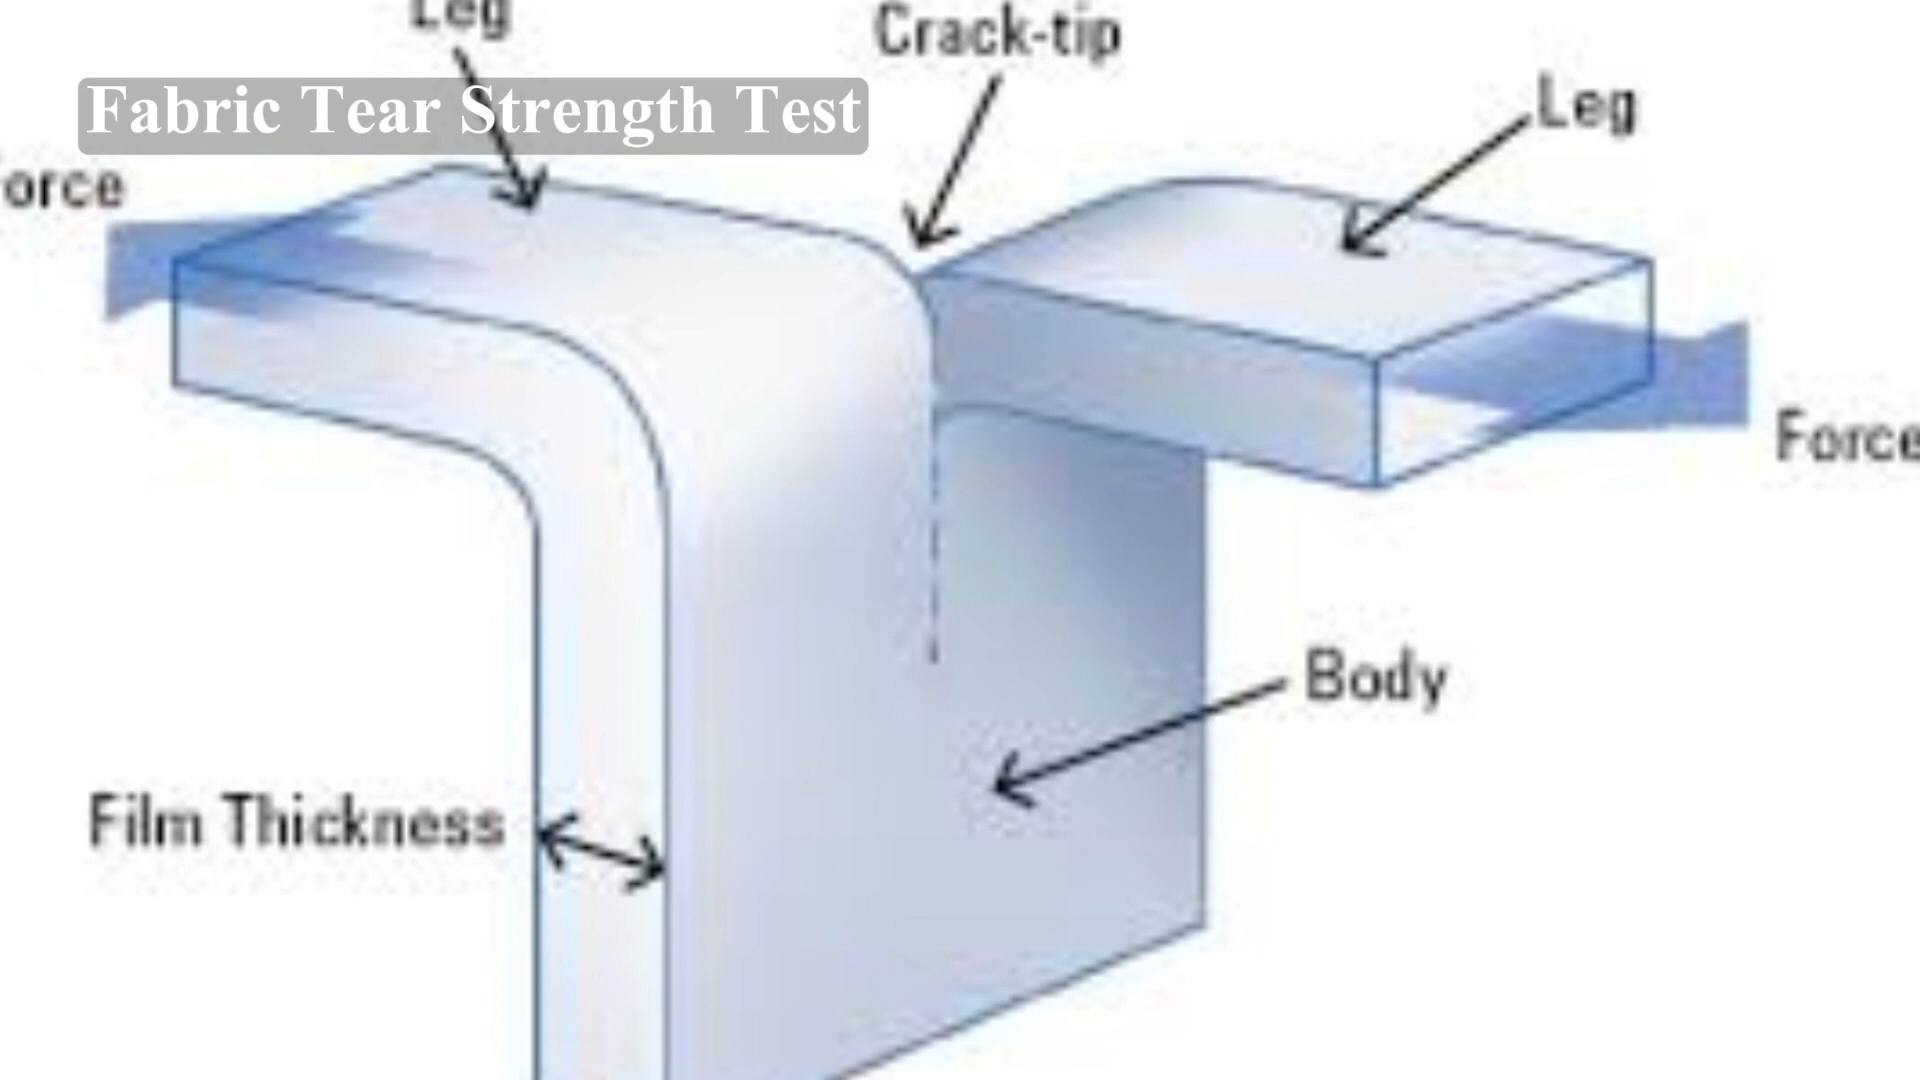 Leg
Crack-tip
Leg
Fabric Tear Strength Test
orce
Force
Body
Film Thickness